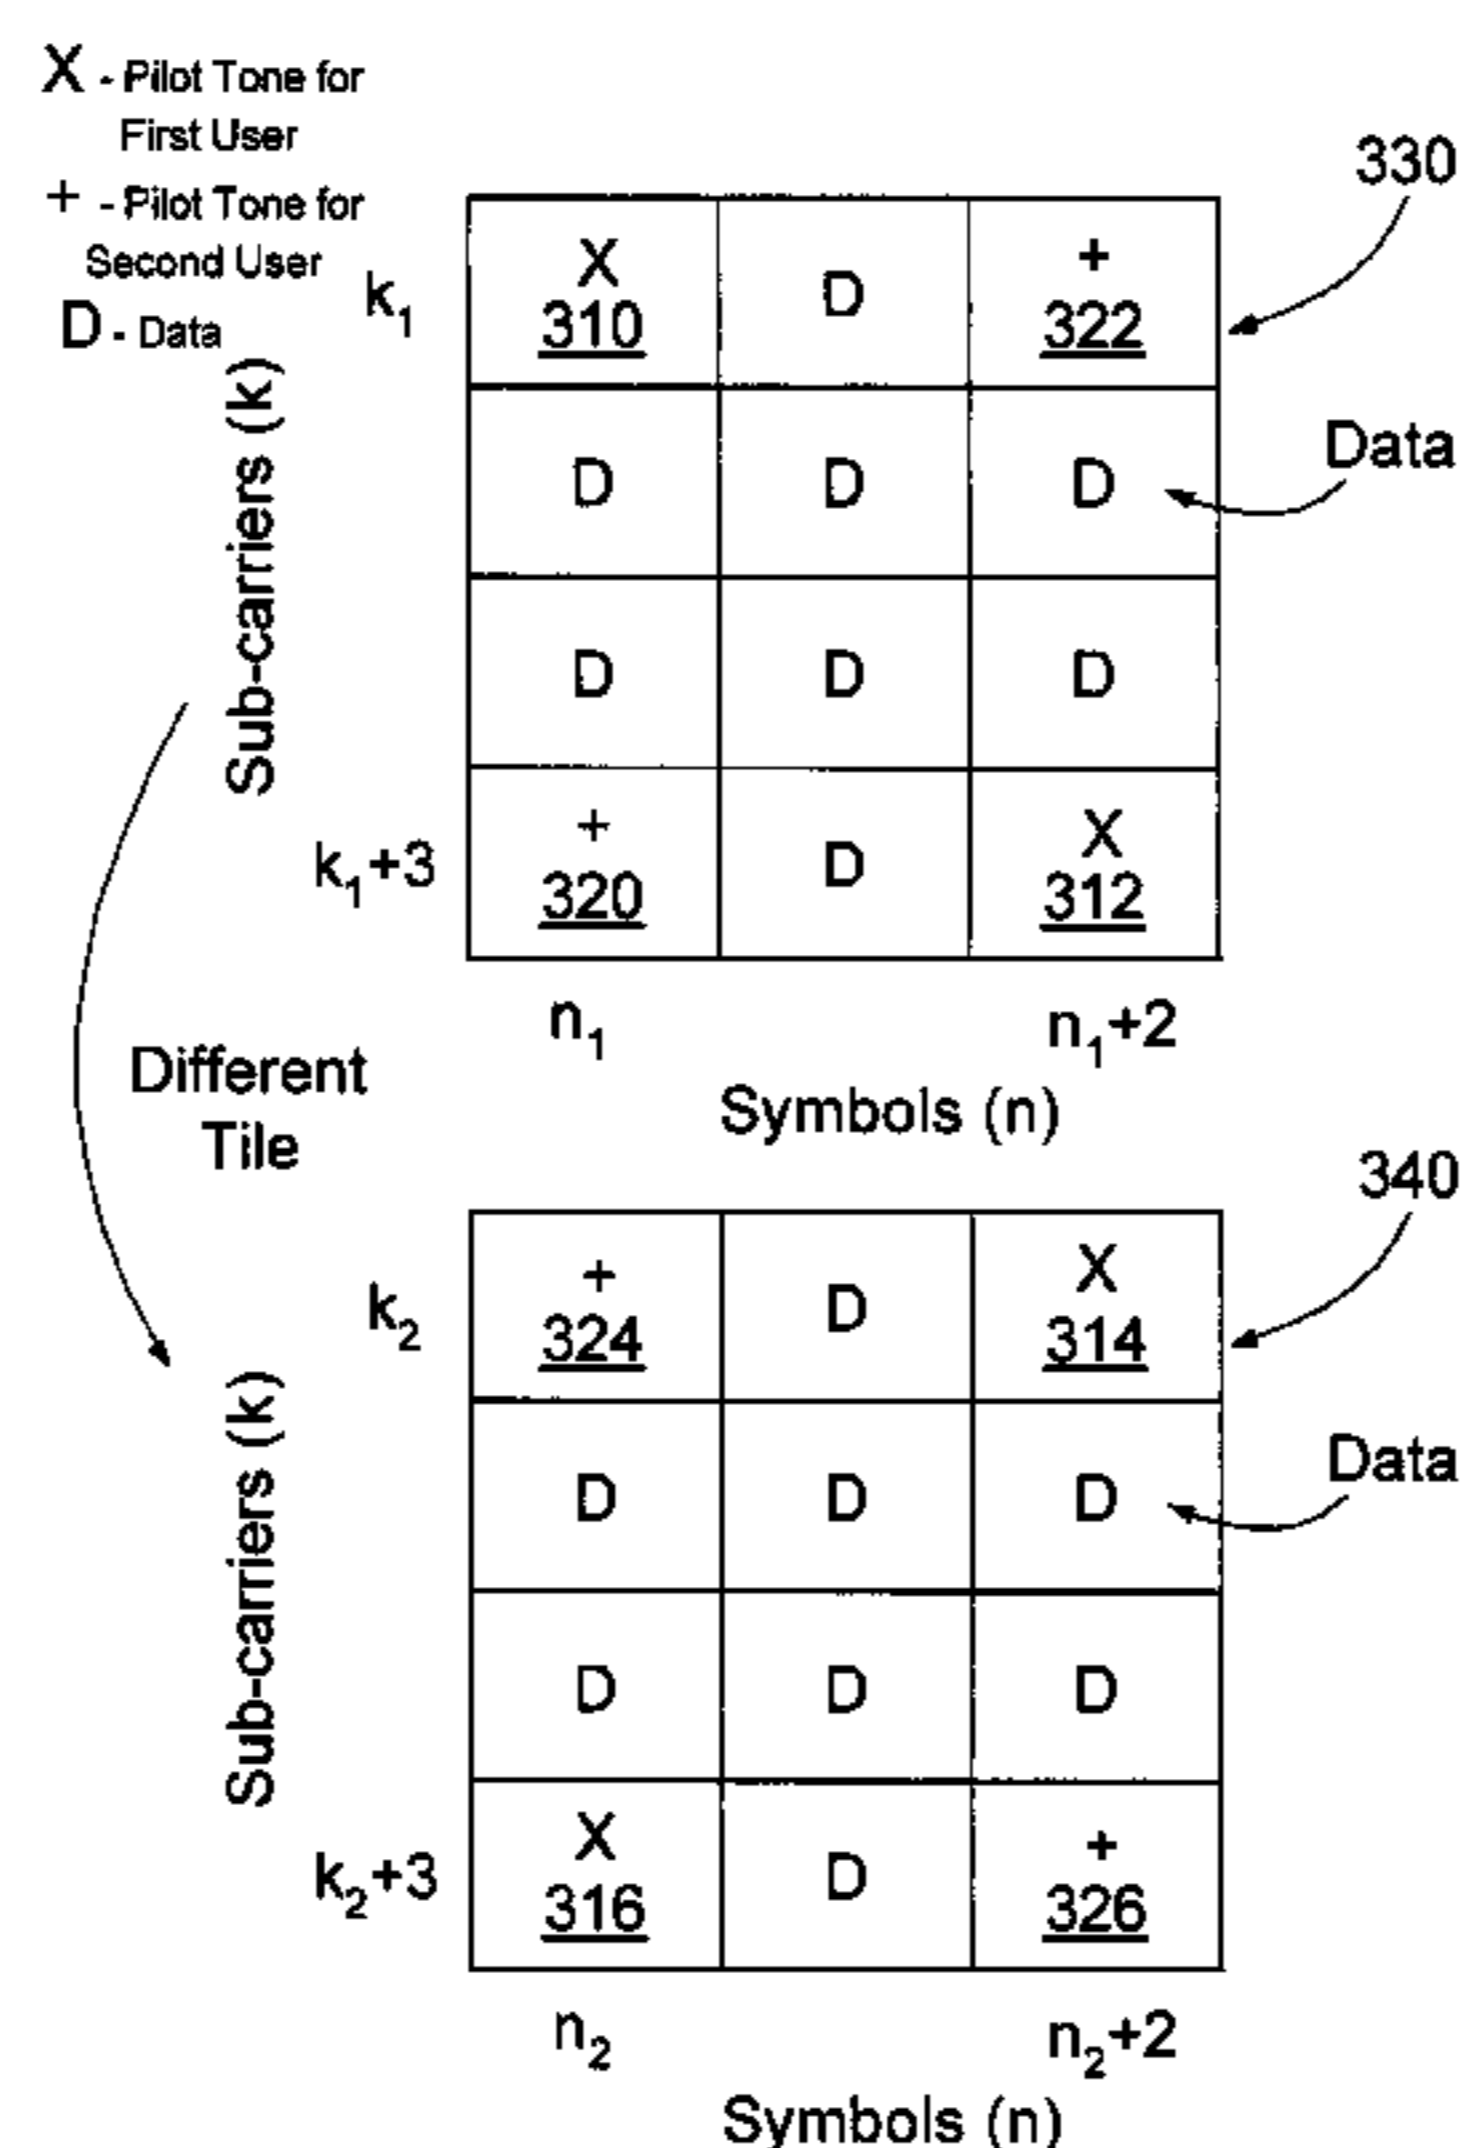 X - Pilot Tone for
First User
+ - Pilot Tone for
Second User
D - Data
330
k₁ X D +
310 322
Data
D D D
Sub-carriers (k)
D D D
k₁+3 + D X
320 312
n₁ n₁+2
Symbols (n)
Different
Tile
340
k₂ + D X
324 314
Data
D D D
Sub-carriers (k)
D D D
k₂+3 X D +
316 326
n₂ n₂+2
Symbols (n)